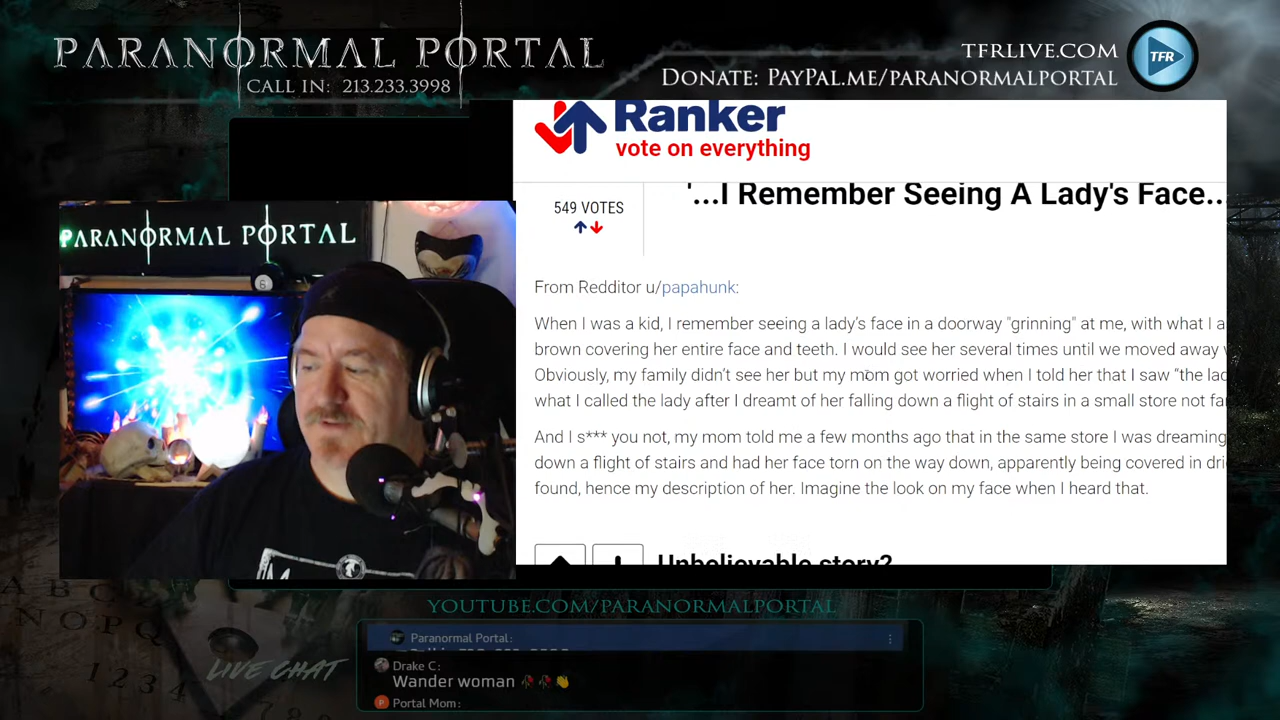 PARANORMAL PORTAL
CALL IN: 213.233.3998
TFRLIVE.COM
TFR
DONATE: PAYPAL.ME/PARANORMALPORTAL
Ranker
vote on everything
549 VOTES
'...I Remember Seeing A Lady's Face..
From Redditor u/papahunk:
When I was a kid, I remember seeing a lady's face in a doorway "grinning" at me, with what I a
brown covering her entire face and teeth. I would see her several times until we moved away
Obviously, my family didn't see her but my mom got worried when I told her that I saw "the lad
what I called the lady after I dreamt of her falling down a flight of stairs in a small store not fa
And I s*** you not, my mom told me a few months ago that in the same store I was dreaming
down a flight of stairs and had her face torn on the way down, apparently being covered in dri
found, hence my description of her. Imagine the look on my face when I heard that.
Unbelievable story?
PARANORMAL PORTAL
6
YOUTUBE.COM/PARANORMALPORTAL
LIVE CHAT
Paranormal Portal:
Drake C:
Wander woman 🥀🥀👏
P Portal Mom:
A B C D
N O P Q
1 2 3 4